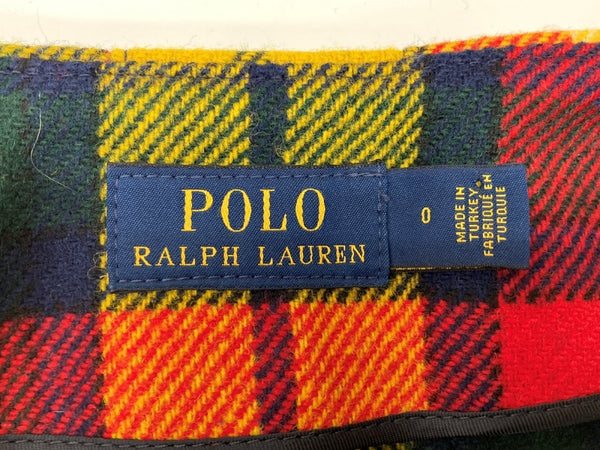 POLO
RALPH LAUREN
0
MADE IN
TURKEY
FABRIQUÉ EN
TURQUIE